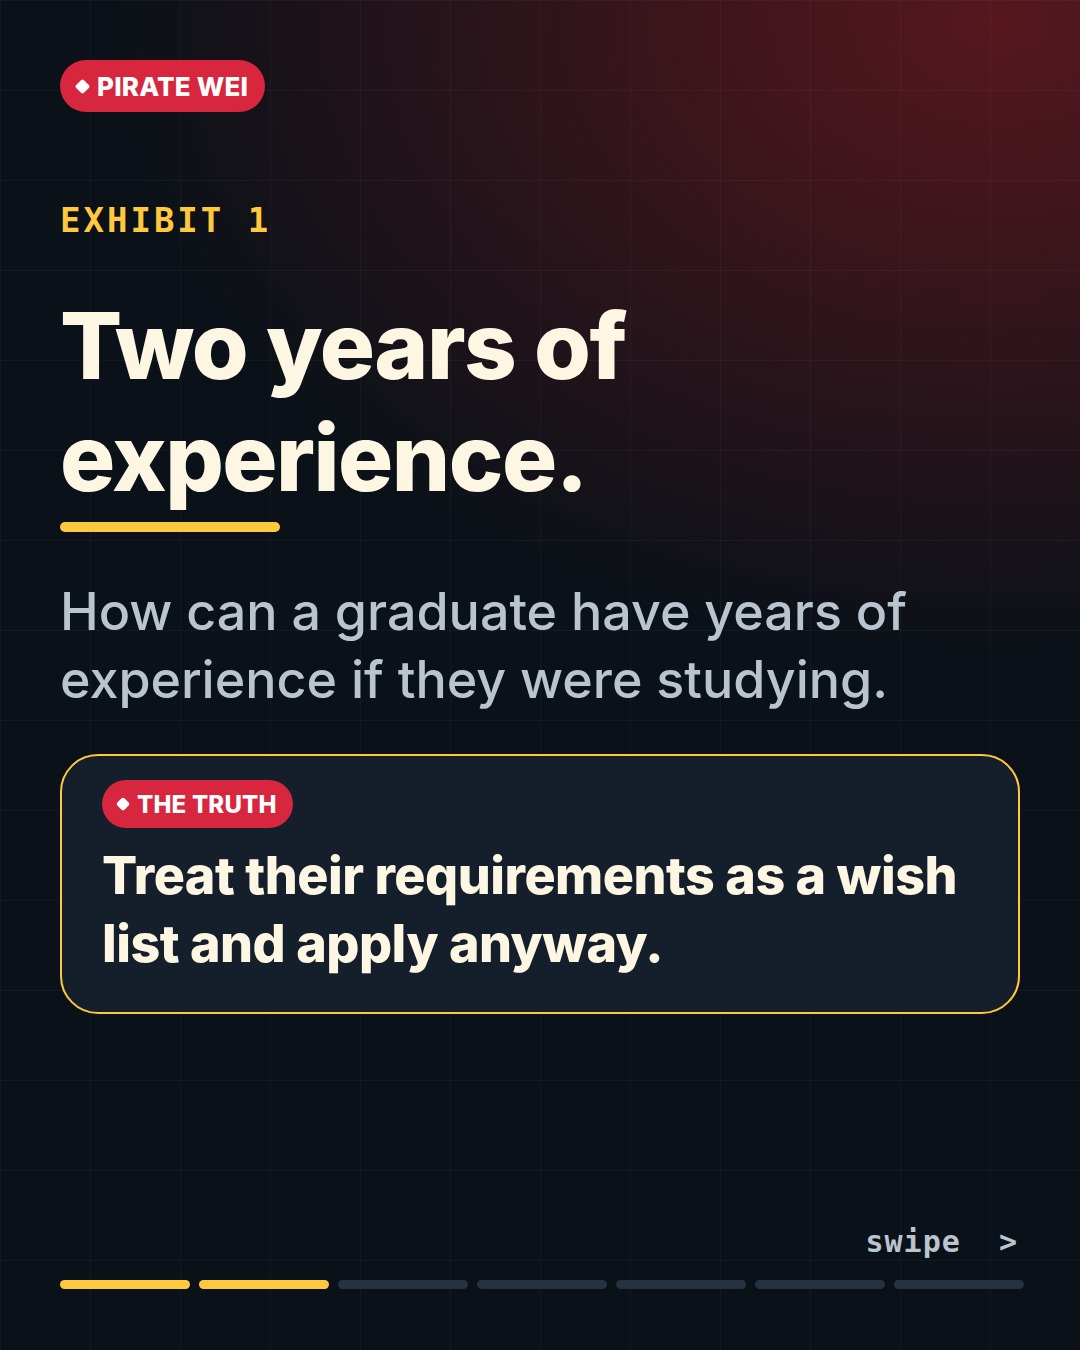 PIRATE WEI
EXHIBIT 1
Two years of
experience.
How can a graduate have years of
experience if they were studying.
THE TRUTH
Treat their requirements as a wish
list and apply anyway.
swipe >